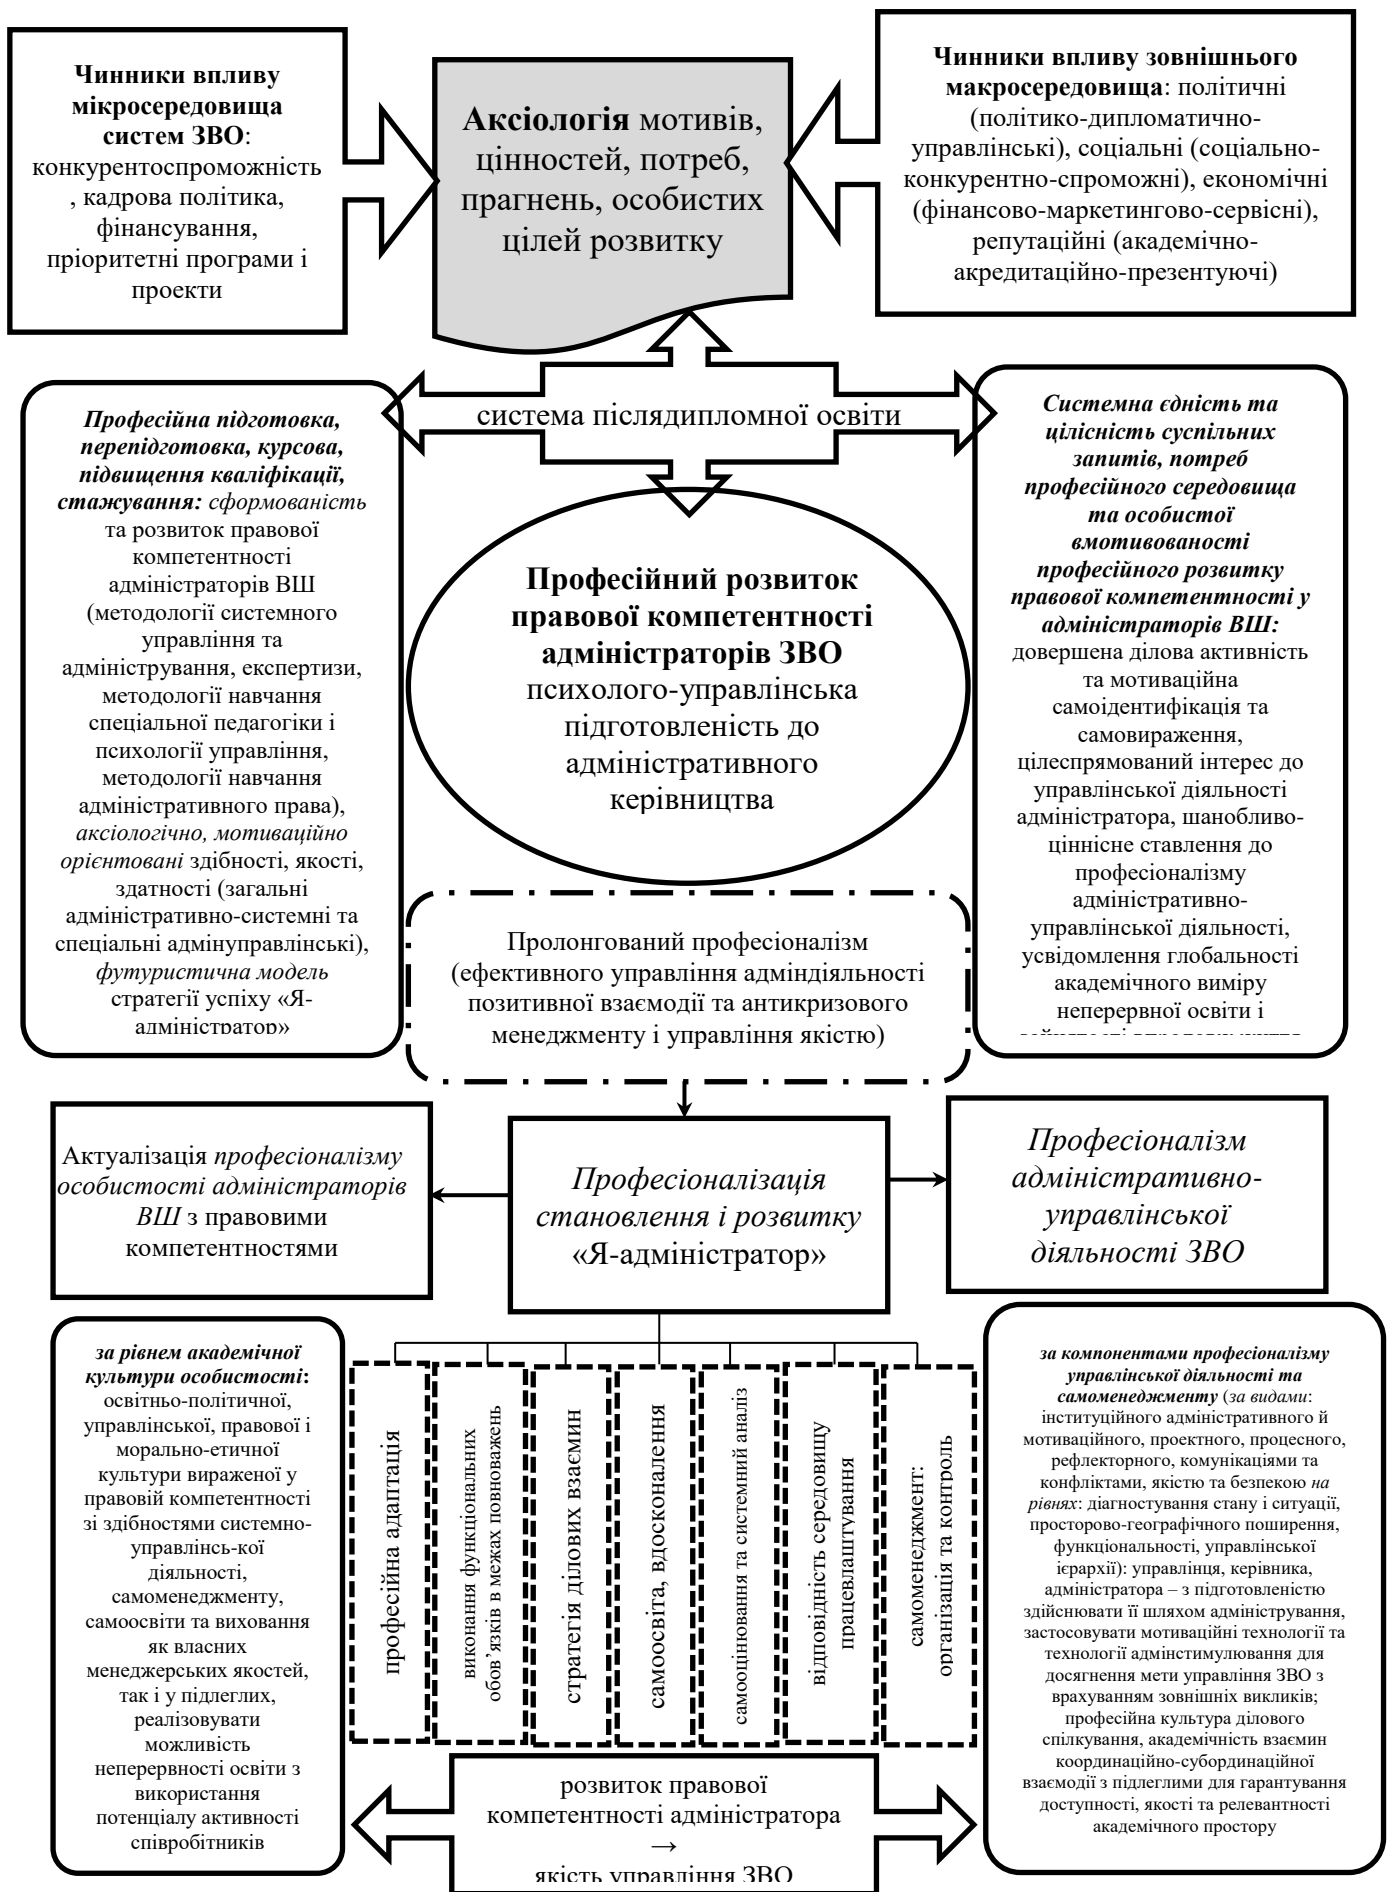 Чинники впливу
мікросередовища
систем ЗВО:
конкурентоспроможність
, кадрова політика,
фінансування,
пріоритетні програми і
проекти
Аксіологія мотивів,
цінностей, потреб,
прагнень, особистих
цілей розвитку
Чинники впливу зовнішнього
макросередовища: політичні
(політико-дипломатично-
управлінські), соціальні (соціально-
конкурентно-спроможні), економічні
(фінансово-маркетингово-сервісні),
репутаційні (академічно-
акредитаційно-презентуючі)
система післядипломної освіти
Професійна підготовка,
перепідготовка, курсова,
підвищення кваліфікації,
стажування: сформованість
та розвиток правової
компетентності
адміністраторів ВШ
(методології системного
управління та
адміністрування, експертизи,
методології навчання
спеціальної педагогіки і
психології управління,
методології навчання
адміністративного права),
аксіологічно, мотиваційно
орієнтовані здібності, якості,
здатності (загальні
адміністративно-системні та
спеціальні адмінуправлінські),
футуристична модель
стратегії успіху «Я-
адміністратор»
Професійний розвиток
правової компетентності
адміністраторів ЗВО
психолого-управлінська
підготовленість до
адміністративного
керівництва
Системна єдність та
цілісність суспільних
запитів, потреб
професійного середовища
та особистої
вмотивованості
професійного розвитку
правової компетентності у
адміністраторів ВШ:
довершена ділова активність
та мотиваційна
самоідентифікація та
самовираження,
цілеспрямований інтерес до
управлінської діяльності
адміністратора, шанобливо-
ціннісне ставлення до
професіоналізму
адміністративно-
управлінської діяльності,
усвідомлення глобальності
академічного виміру
неперервної освіти і
Пролонгований професіоналізм
(ефективного управління адміндіяльності
позитивної взаємодії та антикризового
менеджменту і управління якістю)
Актуалізація професіоналізму
особистості адміністраторів
ВШ з правовими
компетентностями
Професіоналізація
становлення і розвитку
«Я-адміністратор»
Професіоналізм
адміністративно-
управлінської
діяльності ЗВО
за рівнем академічної
культури особистості:
освітньо-політичної,
управлінської, правової і
морально-етичної
культури вираженої у
правовій компетентності
зі здібностями системно-
управлінсь-кої
діяльності,
самоменеджменту,
самоосвіти та виховання
як власних
менеджерських якостей,
так і у підлеглих,
реалізовувати
можливість
неперервності освіти з
використання
потенціалу активності
співробітників
професійна адаптація
виконання функціональних
обов’язків в межах повноважень
стратегія ділових взаємин
самоосвіта, вдосконалення
самооцінювання та системний аналіз
відповідність середовищу
працевлаштування
самоменеджмент:
організація та контроль
за компонентами професіоналізму
управлінської діяльності та
самоменеджменту (за видами:
інституційного адміністративного й
мотиваційного, проектного, процесного,
рефлекторного, комунікаціями та
конфліктами, якістю та безпекою на
рівнях: діагностування стану і ситуації,
просторово-географічного поширення,
функціональності, управлінської
ієрархії): управлінця, керівника,
адміністратора – з підготовленістю
здійснювати її шляхом адміністрування,
застосовувати мотиваційні технології та
технології адмінстимулювання для
досягнення мети управління ЗВО з
врахуванням зовнішніх викликів;
професійна культура ділового
спілкування, академічність взаємин
координаційно-субординаційної
взаємодії з підлеглими для гарантування
доступності, якості та релевантності
академічного простору
розвиток правової
компетентності адміністратора
→
якість управління ЗВО